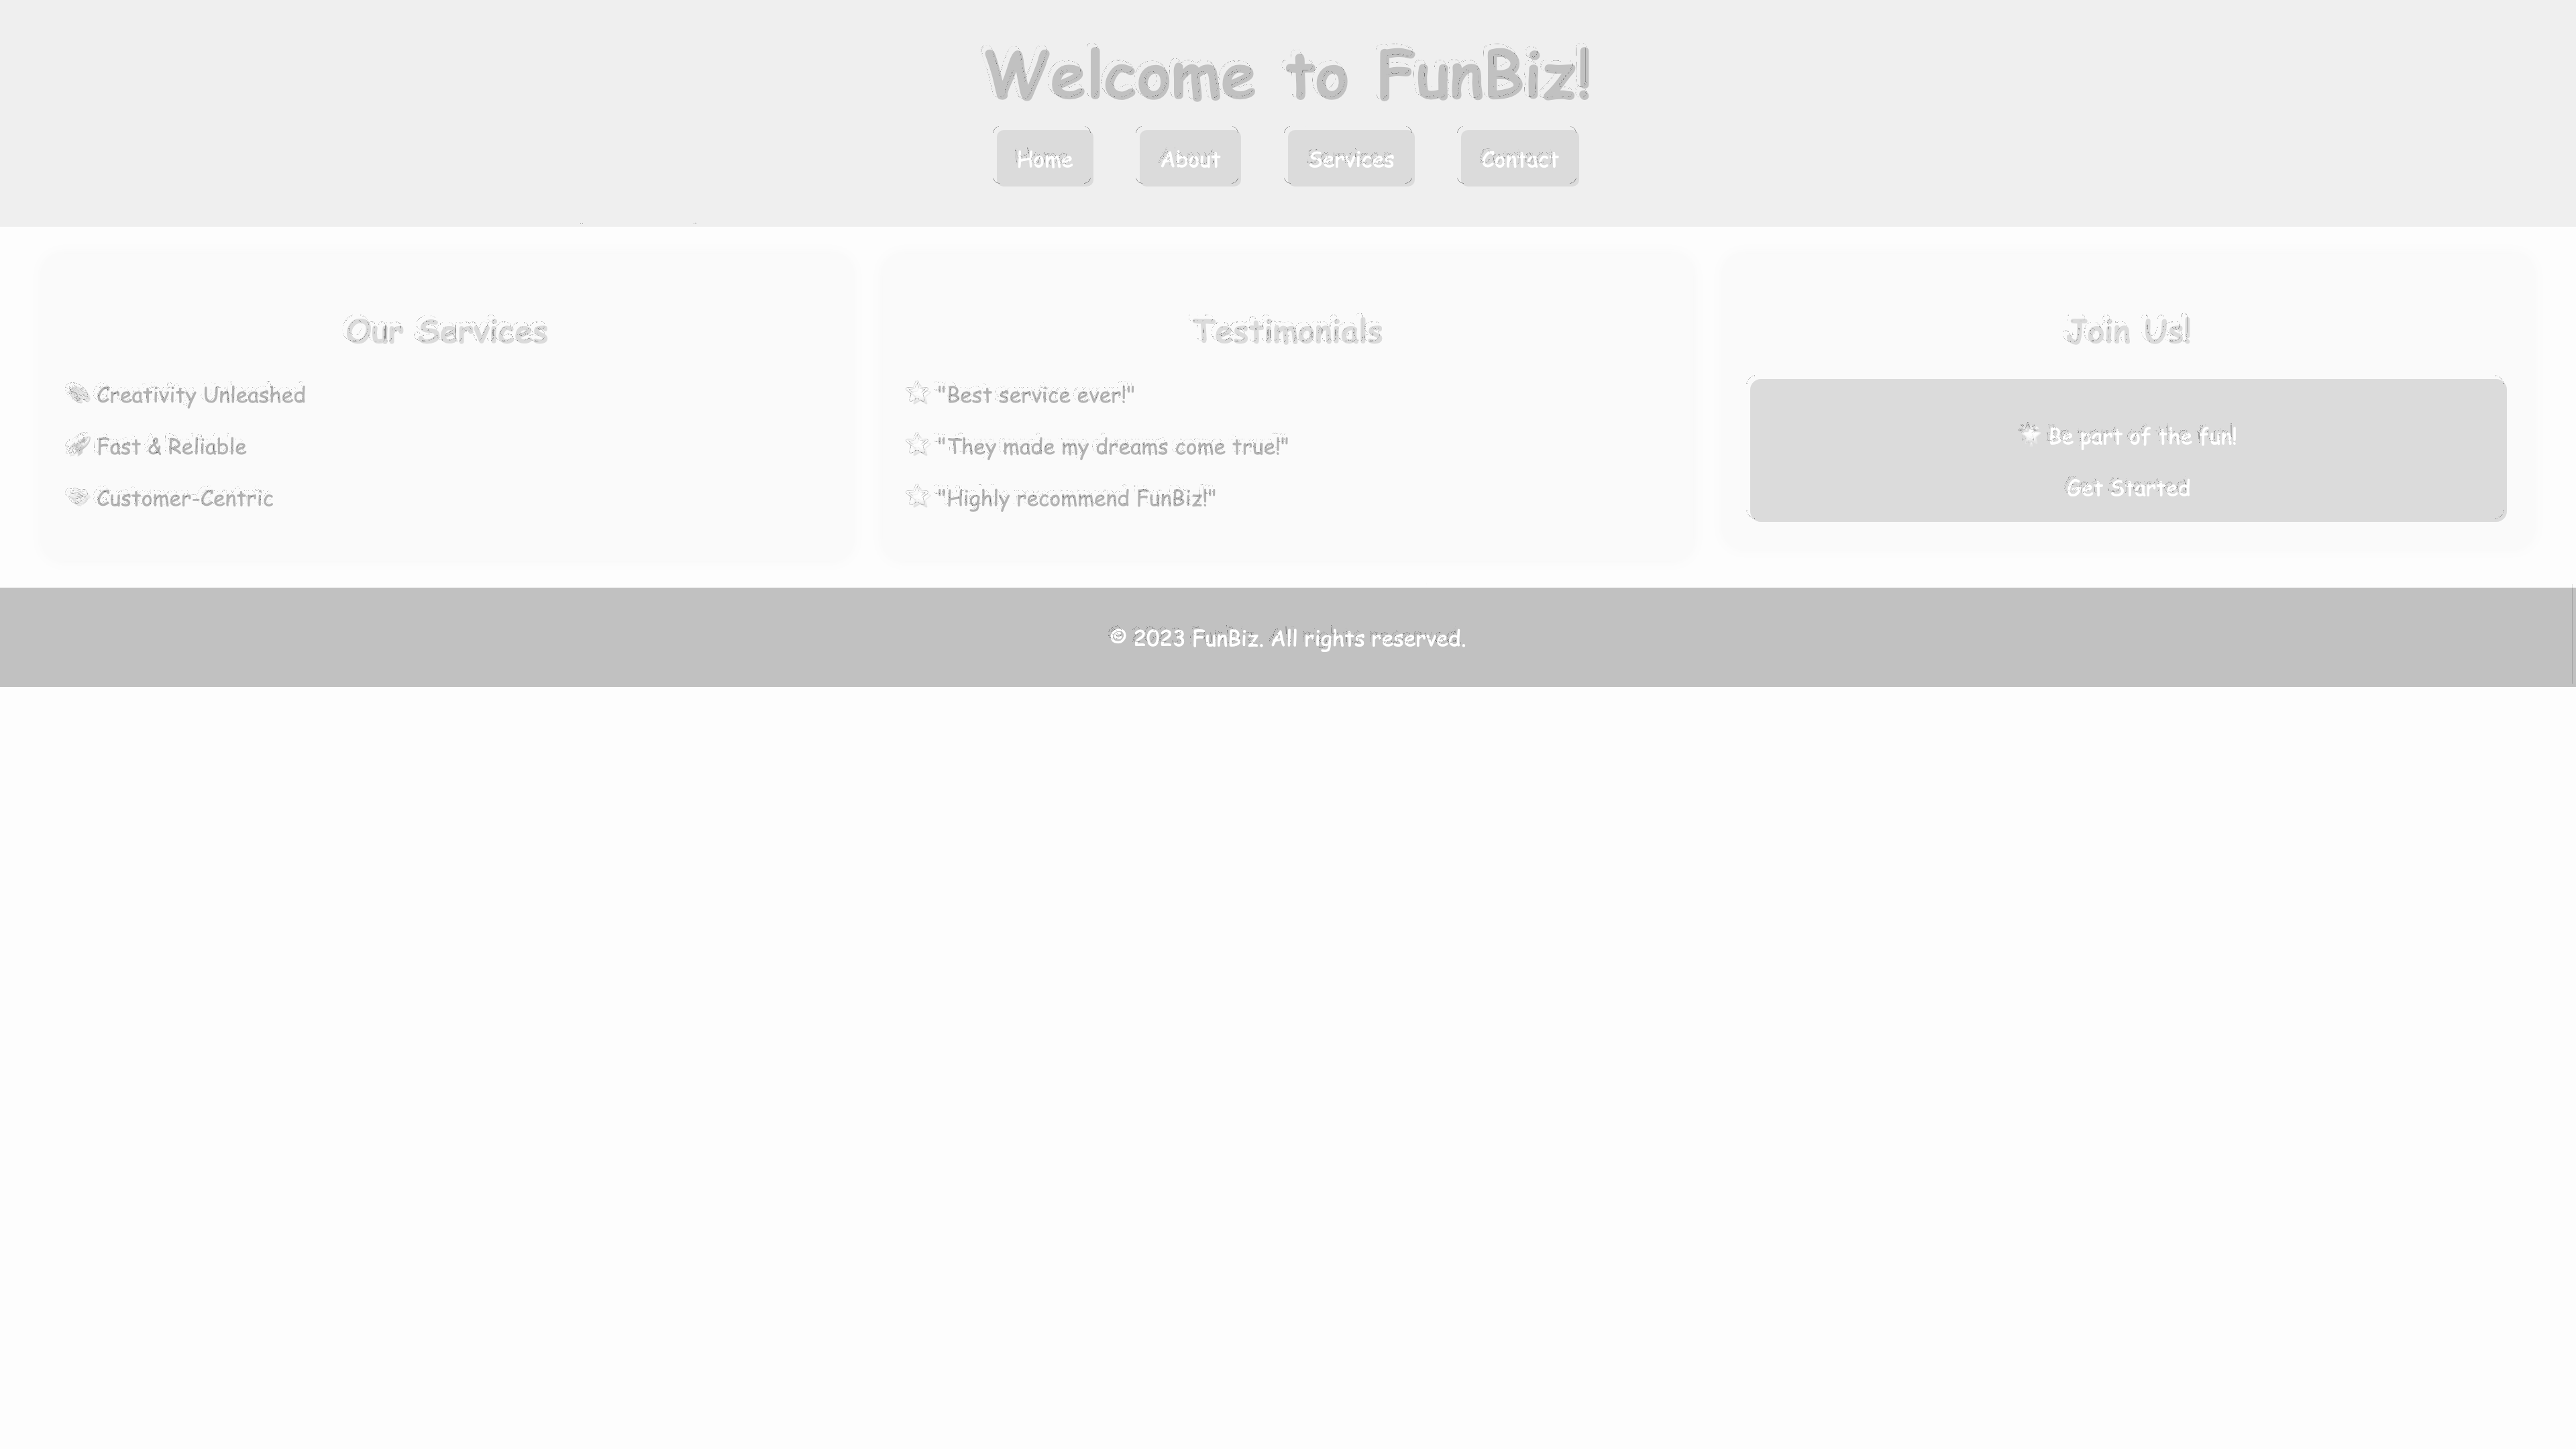 Welcome to FunBiz!
Home About Services Contact
Our Services
Creativity Unleashed
Fast & Reliable
Customer-Centric
Testimonials
"Best service ever!"
"They made my dreams come true!"
"Highly recommend FunBiz!"
Join Us!
Be part of the fun!
Get Started
© 2023 FunBiz. All rights reserved.